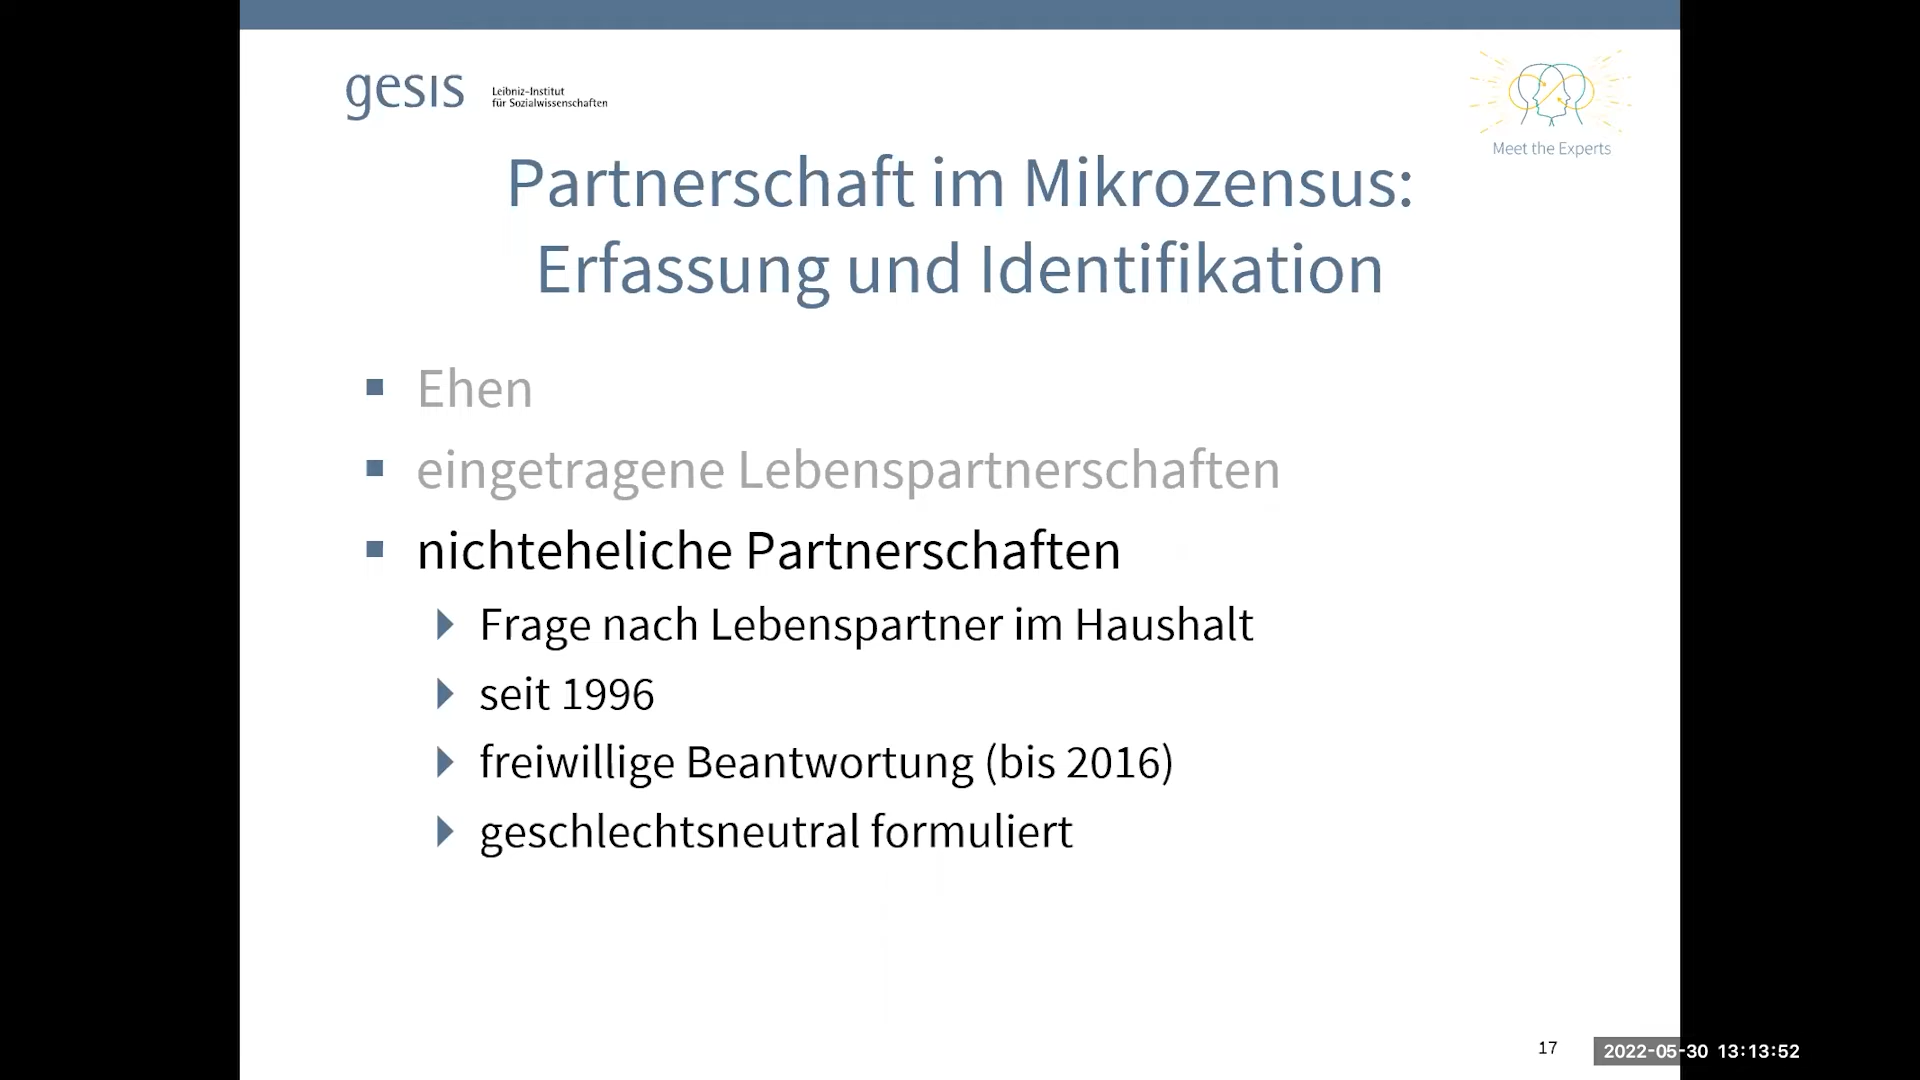 gesis
Leibniz-Institut
für Sozialwissenschaften
Meet the Experts
Partnerschaft im Mikrozensus:
Erfassung und Identifikation
Ehen
eingetragene Lebenspartnerschaften
nichteheliche Partnerschaften
Frage nach Lebenspartner im Haushalt
seit 1996
freiwillige Beantwortung (bis 2016)
geschlechtsneutral formuliert
17
2022-05-30 13:13:52